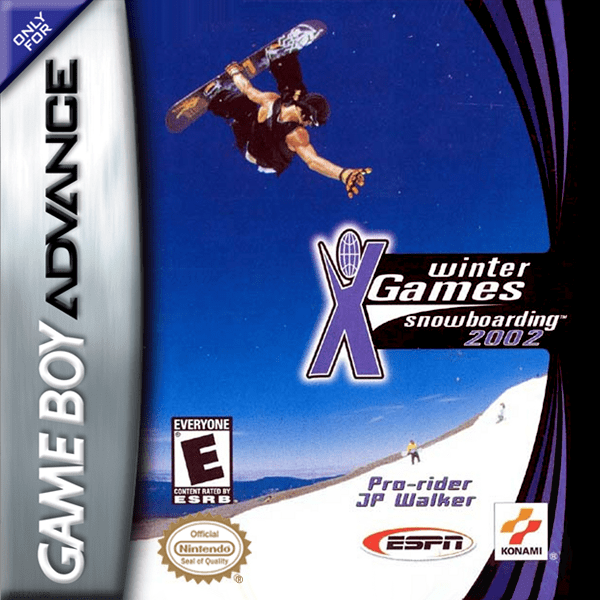 ONLY
FOR
GAME BOY ADVANCE
X
winter
Games
snowboarding™
2002
EVERYONE
E
CONTENT RATED BY
ESRB
Pro-rider
JP Walker
Official
Nintendo
Seal of Quality
®
ESPN
KONAMI